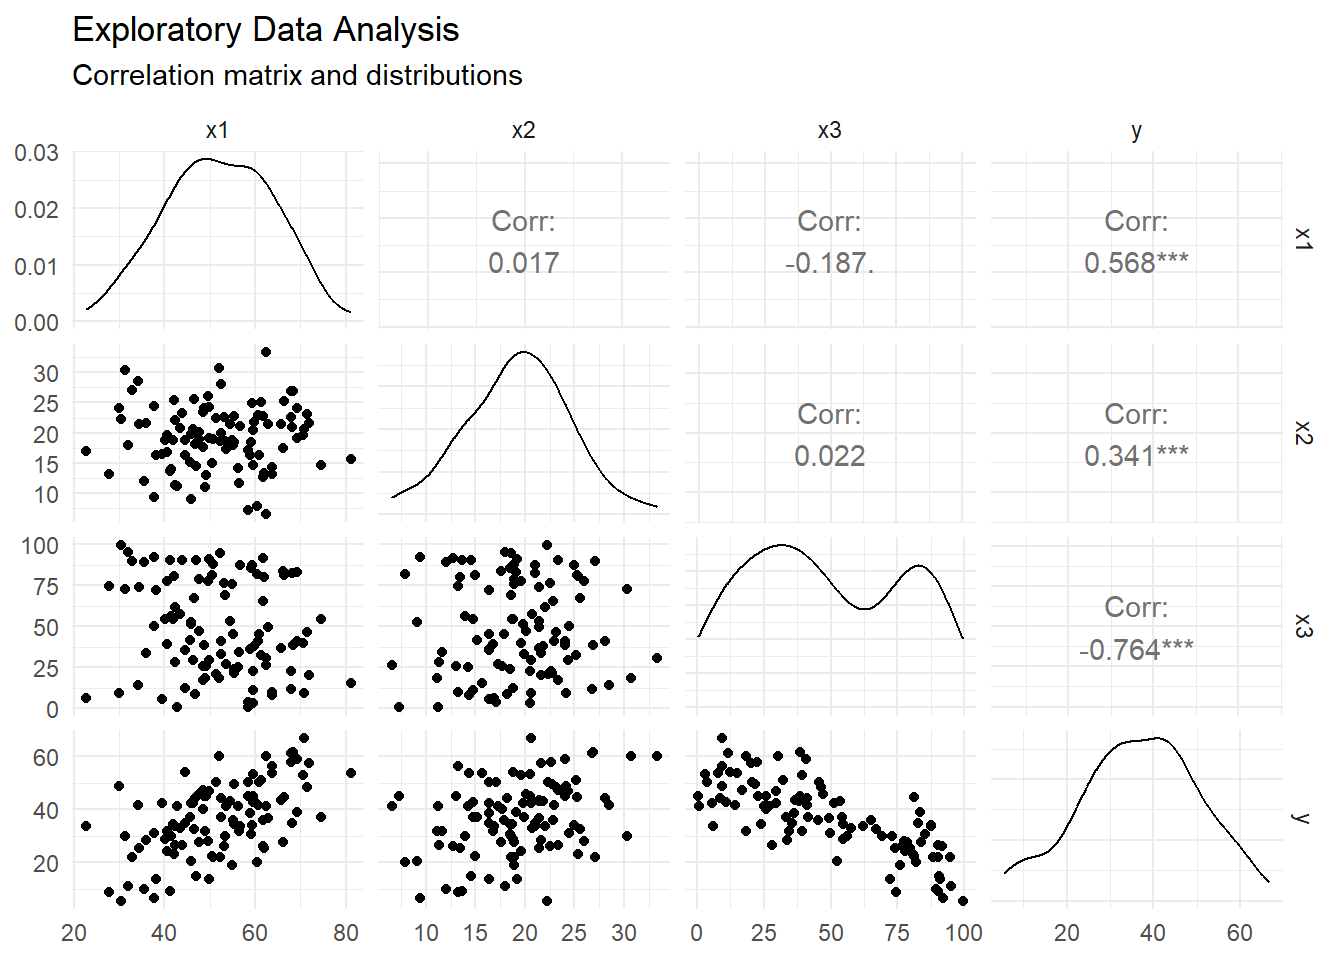 Exploratory Data Analysis
Correlation matrix and distributions
x1 x2 x3 y
0.03
0.02
0.01
0.00
Corr:
0.017
Corr:
-0.187.
Corr:
0.568***
x1
30
25
20
15
10
Corr:
0.022
Corr:
0.341***
x2
100
75
50
25
0
Corr:
-0.764***
x3
60
40
20
y
20 40 60 80 10 15 20 25 30 0 25 50 75 100 20 40 60